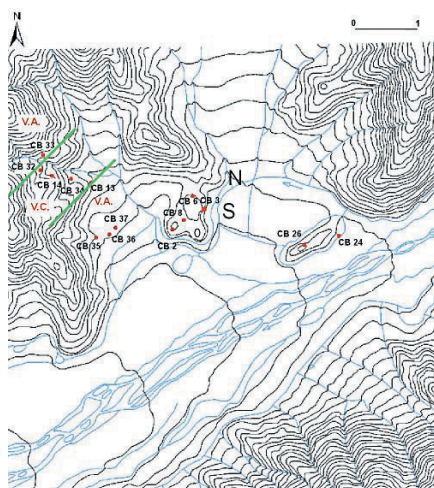 N
0 1
V.A.
CB 33
CB 32
CB 14
CB 31
CB 13
V.A.
V.C.
CB 37
CB 35
CB 36
CB 6
CB 3
N
CB 8
S
CB 2
CB 26
CB 24